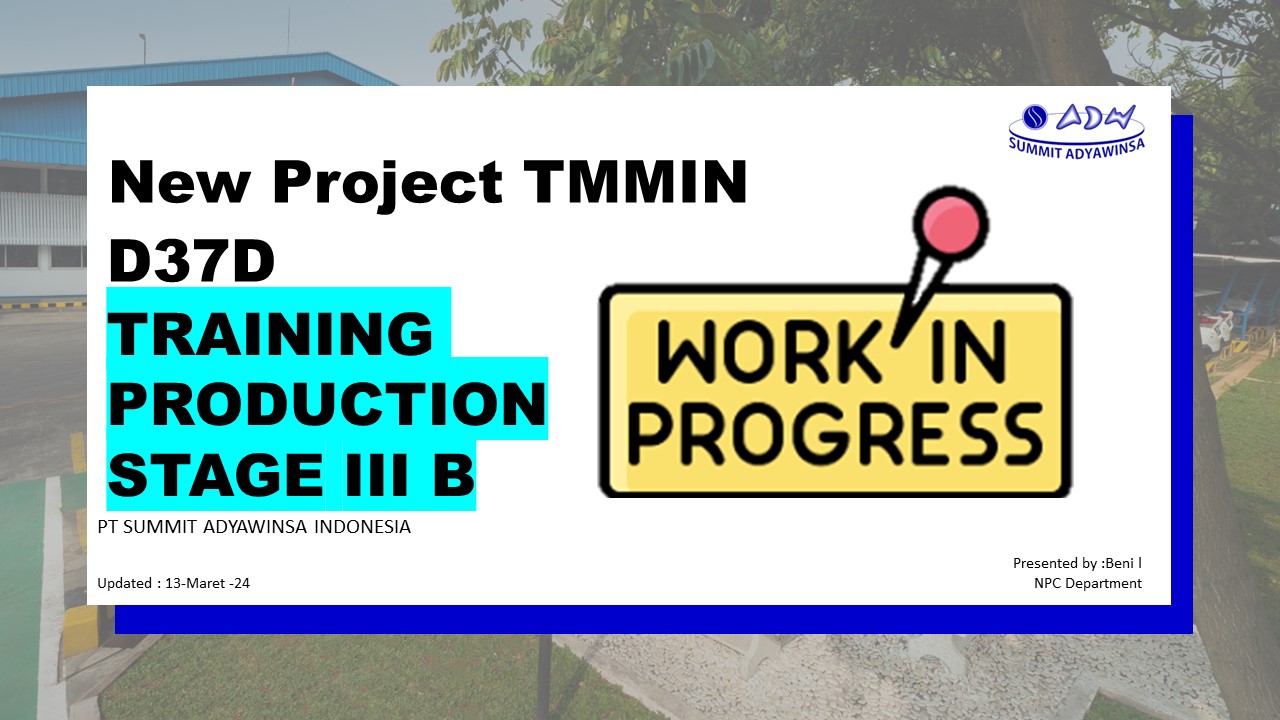 ADW
SUMMIT ADYAWINSA
New Project TMMIN
D37D
TRAINING
PRODUCTION
STAGE III B
WORK IN
PROGRESS
PT SUMMIT ADYAWINSA INDONESIA
Presented by :Beni l
Updated : 13-Maret -24
NPC Department